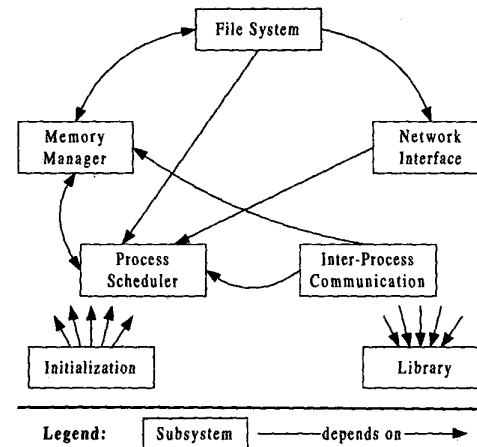 File System
Memory
Manager
Network
Interface
Process
Scheduler
Inter-Process
Communication
Initialization
Library
Legend: Subsystem depends on